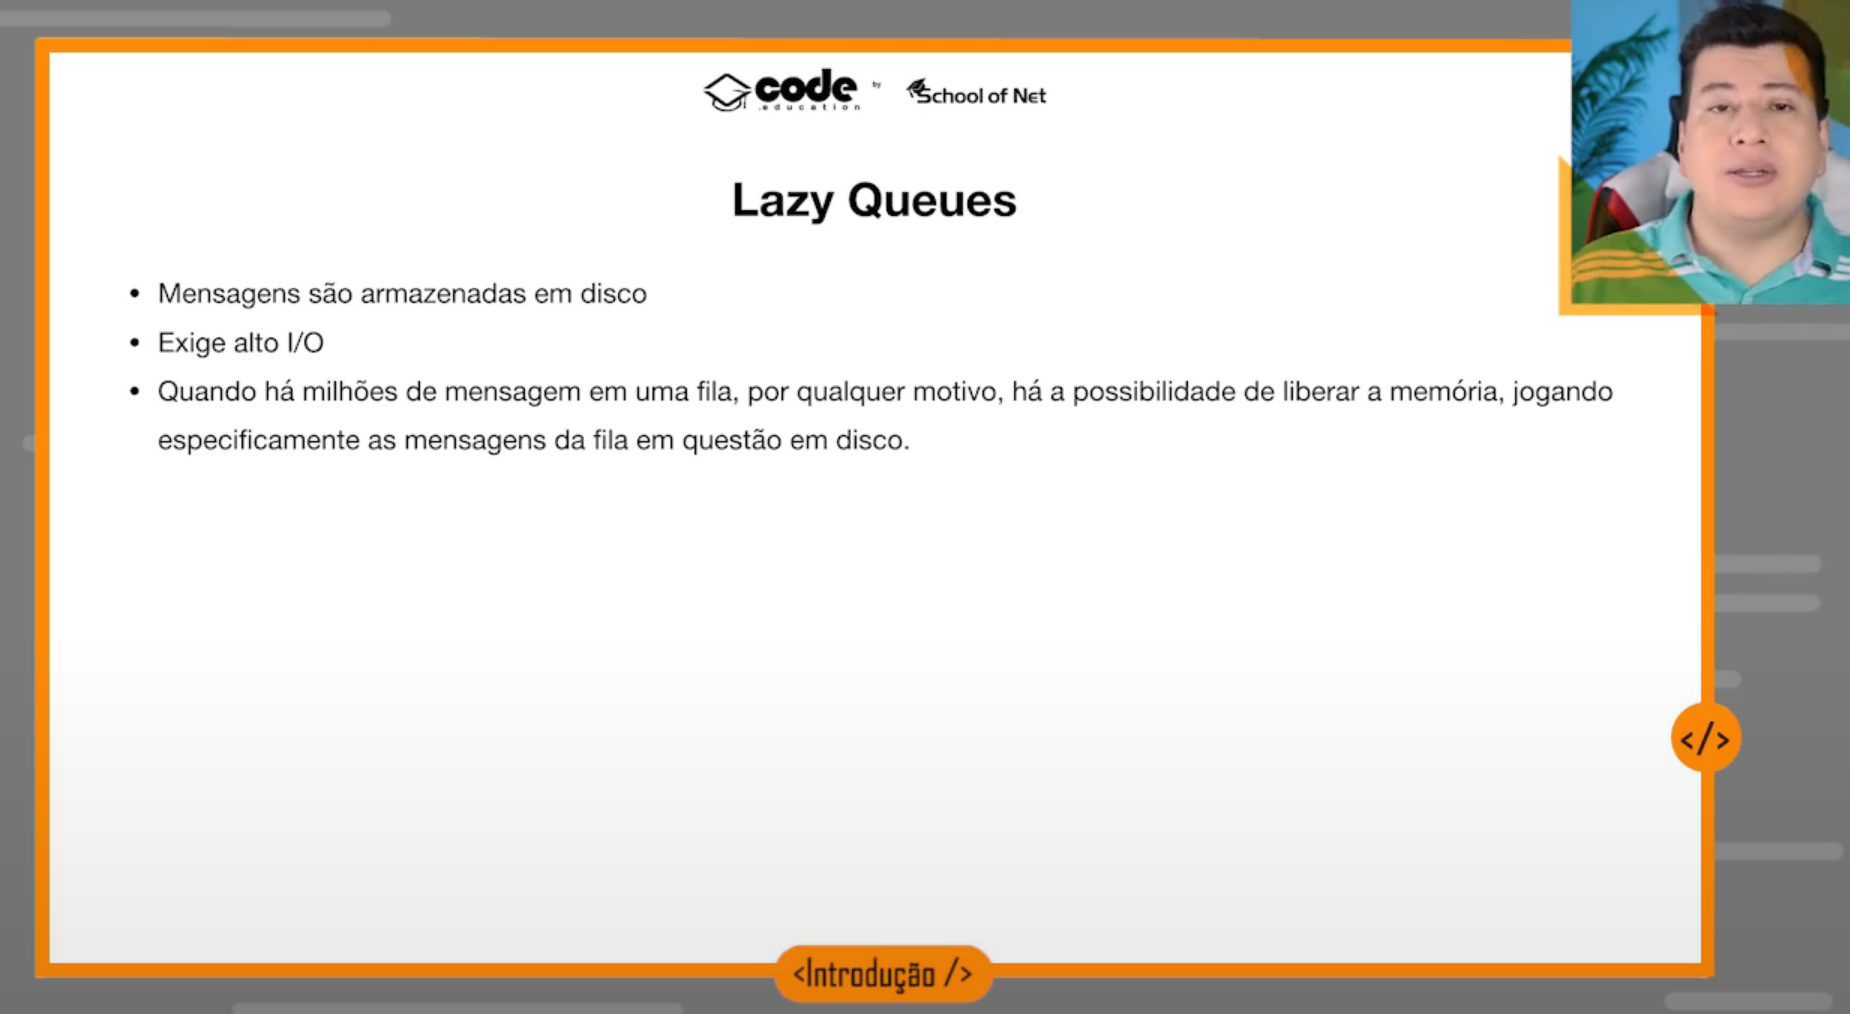 code
.education
by
School of Net
Lazy Queues
• Mensagens são armazenadas em disco
• Exige alto I/O
• Quando há milhões de mensagem em uma fila, por qualquer motivo, há a possibilidade de liberar a memória, jogando
especificamente as mensagens da fila em questão em disco.
</>
<Introdução />